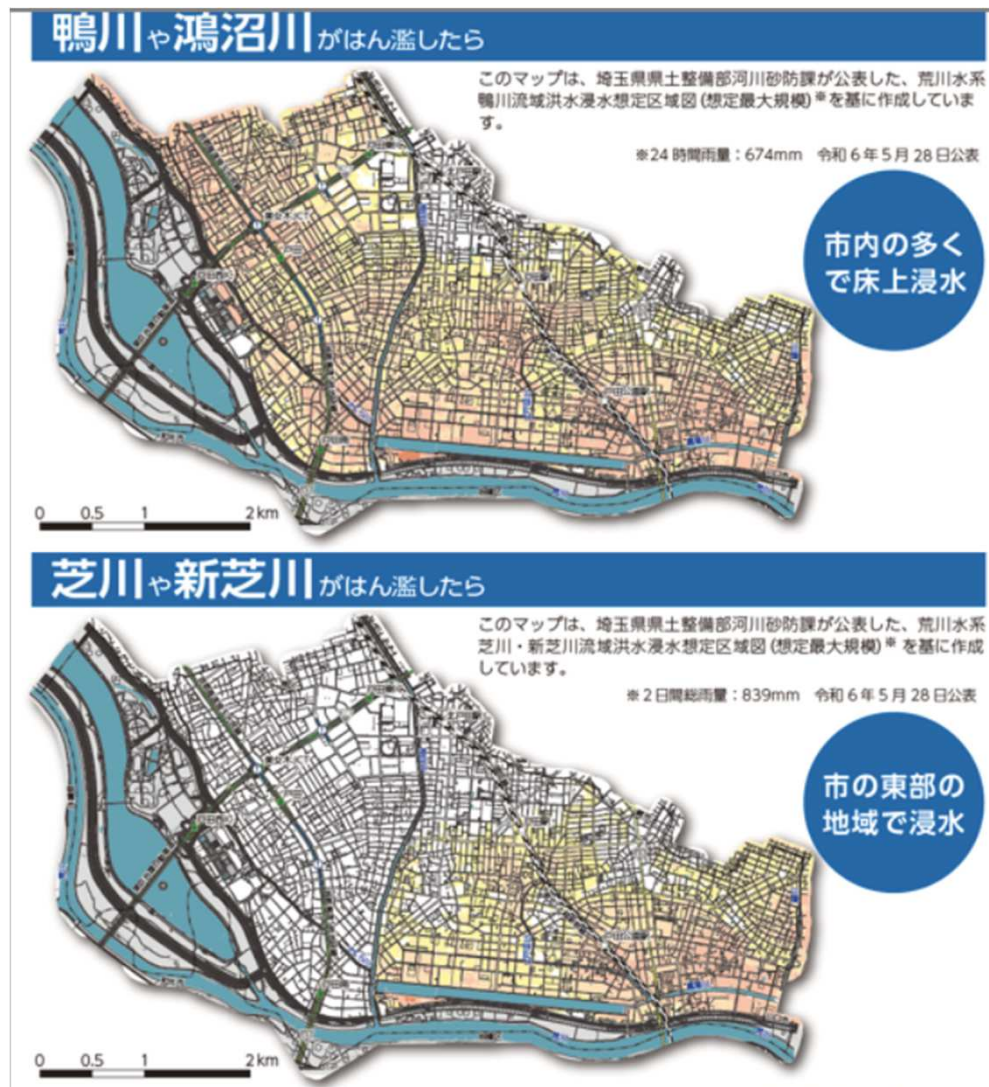 鴨川や鴻沼川がはん濫したら
このマップは、埼玉県県土整備部河川砂防課が公表した、荒川水系
鴨川流域洪水浸水想定区域図(想定最大規模)※を基に作成していま
す。
※24時間雨量：674mm　令和6年5月28日公表
市内の多く
で床上浸水
0 0.5 1 2km
芝川や新芝川がはん濫したら
このマップは、埼玉県県土整備部河川砂防課が公表した、荒川水系
芝川・新芝川流域洪水浸水想定区域図(想定最大規模)※を基に作成
しています。
※2日間総雨量：839mm　令和6年5月28日公表
市の東部の
地域で浸水
0 0.5 1 2km